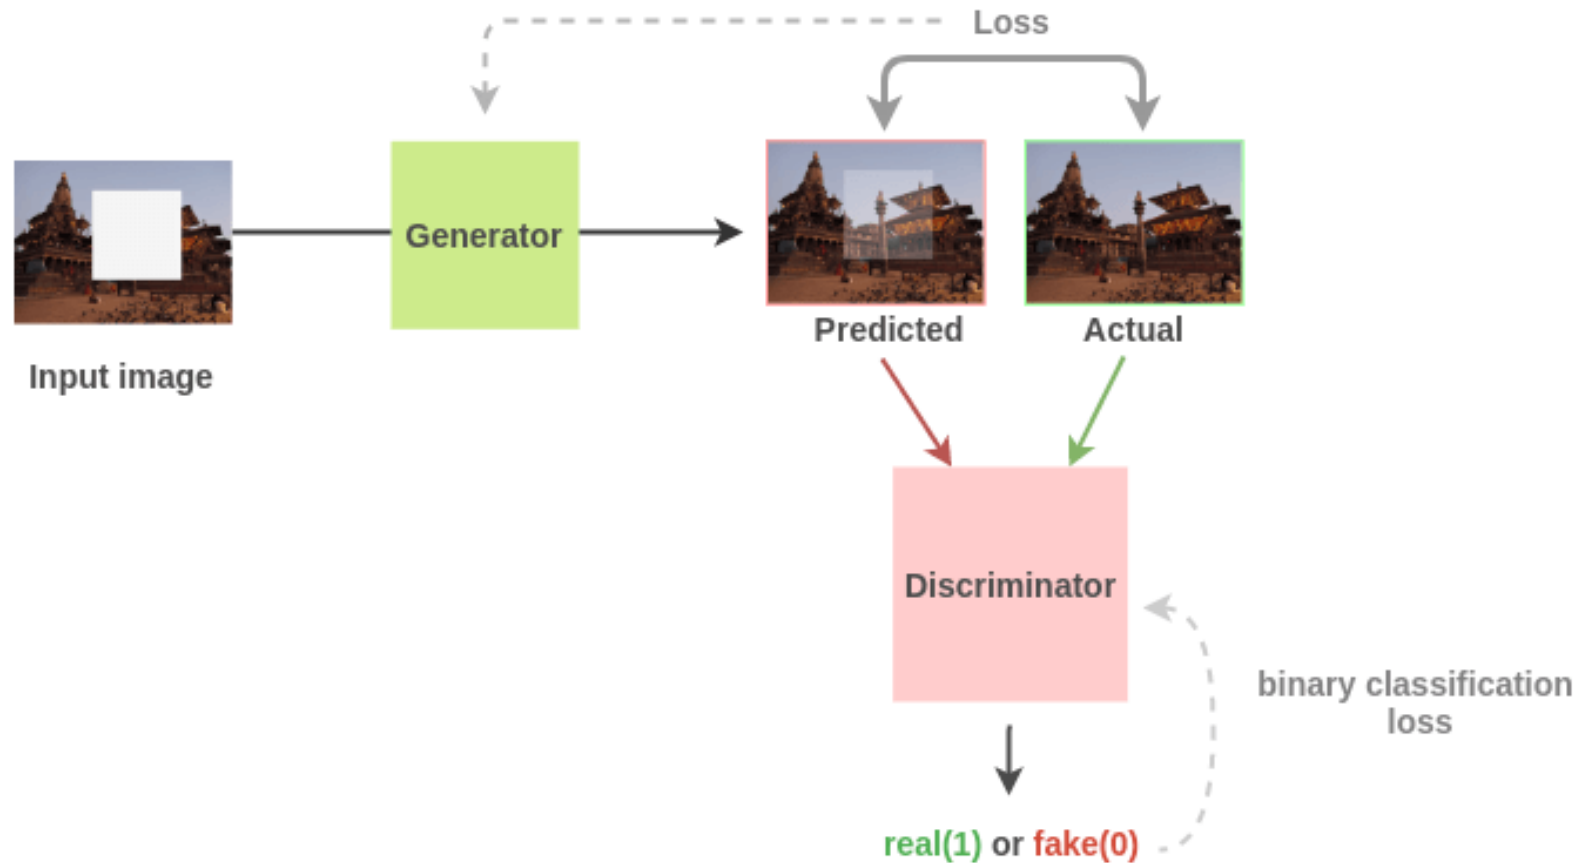 Loss
Generator
Predicted
Actual
Input image
Discriminator
binary classification
loss
real(1) or fake(0)